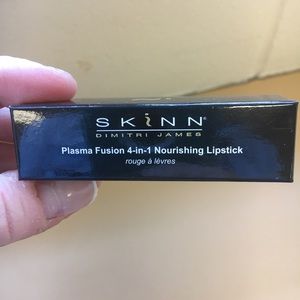 SKiNN®
DIMITRI JAMES
Plasma Fusion 4-in-1 Nourishing Lipstick
rouge à lèvres